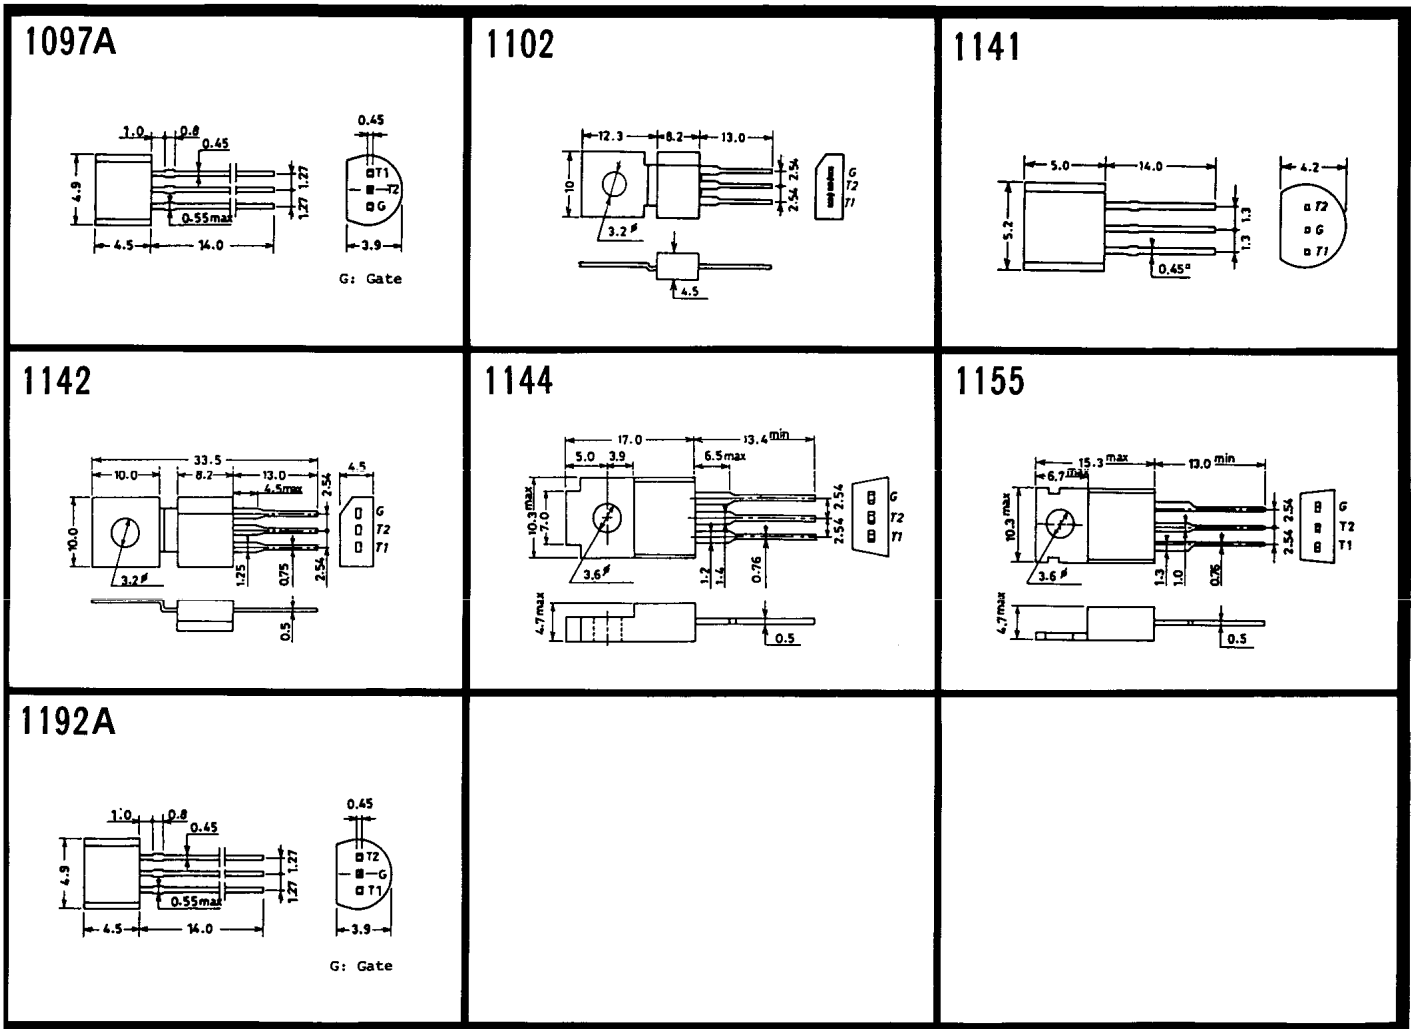 1097A
1.0 0.8
0.45
0.45
4.9
1.27
1.27
T1
T2
G
0.55max
4.5 14.0
3.9
G: Gate
1102
12.3 8.2 13.0
10
2.54
2.54
G
T2
T1
3.2ø
4.5
1141
5.0 14.0
4.2
5.2
1.3
1.3
T2
G
T1
0.45
1142
33.5
4.5
10.0 8.2 13.0
4.5max
2.54
10.0
G
T2
T1
3.2ø
1.25
0.75
2.54
0.5
1144
17.0 13.4min
5.0 3.9 6.5max
10.3max
7.0
2.54
2.54
G
T2
T1
3.6ø
1.2
1.4
0.76
4.7max
0.5
1155
15.3max 13.0min
6.7max
10.3max
2.54
2.54
G
T2
T1
3.6ø
1.3
1.0
0.76
4.7max
0.5
1192A
1.0 0.8
0.45
0.45
4.9
1.27
1.27
T2
G
T1
0.55max
4.5 14.0
3.9
G: Gate